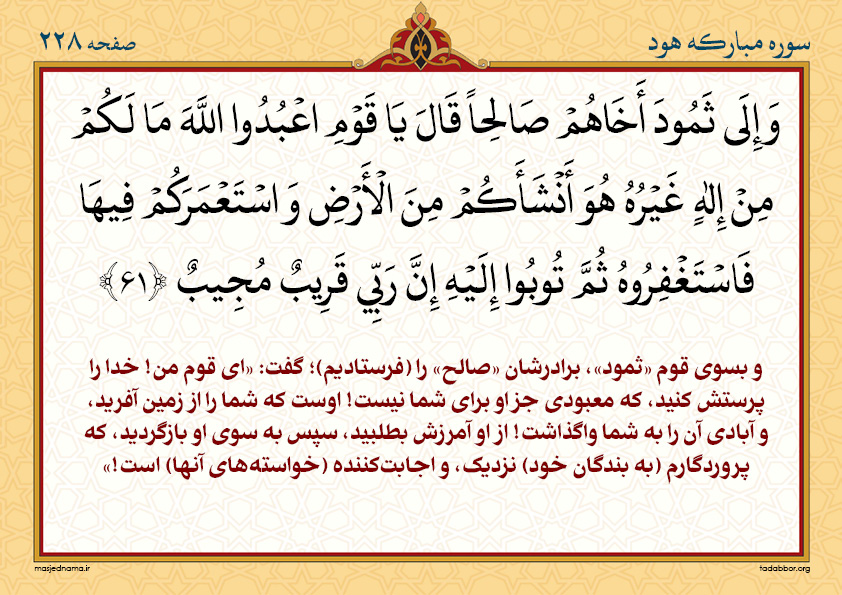 سوره مبارکه هود
صفحه ۲۲۸
وَإِلَى ثَمُودَ أَخَاهُمْ صَالِحاً قَالَ يَا قَوْمِ اعْبُدُوا اللَّهَ مَا لَكُمْ
مِنْ إِلٰهٍ غَيْرُهُ هُوَ أَنْشَأَكُمْ مِنَ الْأَرْضِ وَ اسْتَعْمَرَكُمْ فِيهَا
فَاسْتَغْفِرُوهُ ثُمَّ تُوبُوا إِلَيْهِ إِنَّ رَبِّي قَرِيبٌ مُجِيبٌ ﴿۶۱﴾
و بسوی قوم «ثمود»، برادرشان «صالح» را (فرستادیم)؛ گفت: «ای قوم من! خدا را
پرستش کنید، که معبودی جز او برای شما نیست! اوست که شما را از زمین آفرید،
و آبادی آن را به شما واگذاشت! از او آمرزش بطلبید، سپس به سوی او بازگردید، که
پروردگارم (به بندگان خود) نزدیک، و اجابت‌کننده (خواسته‌های آنها) است!»
masjednama.ir
tadabbor.org